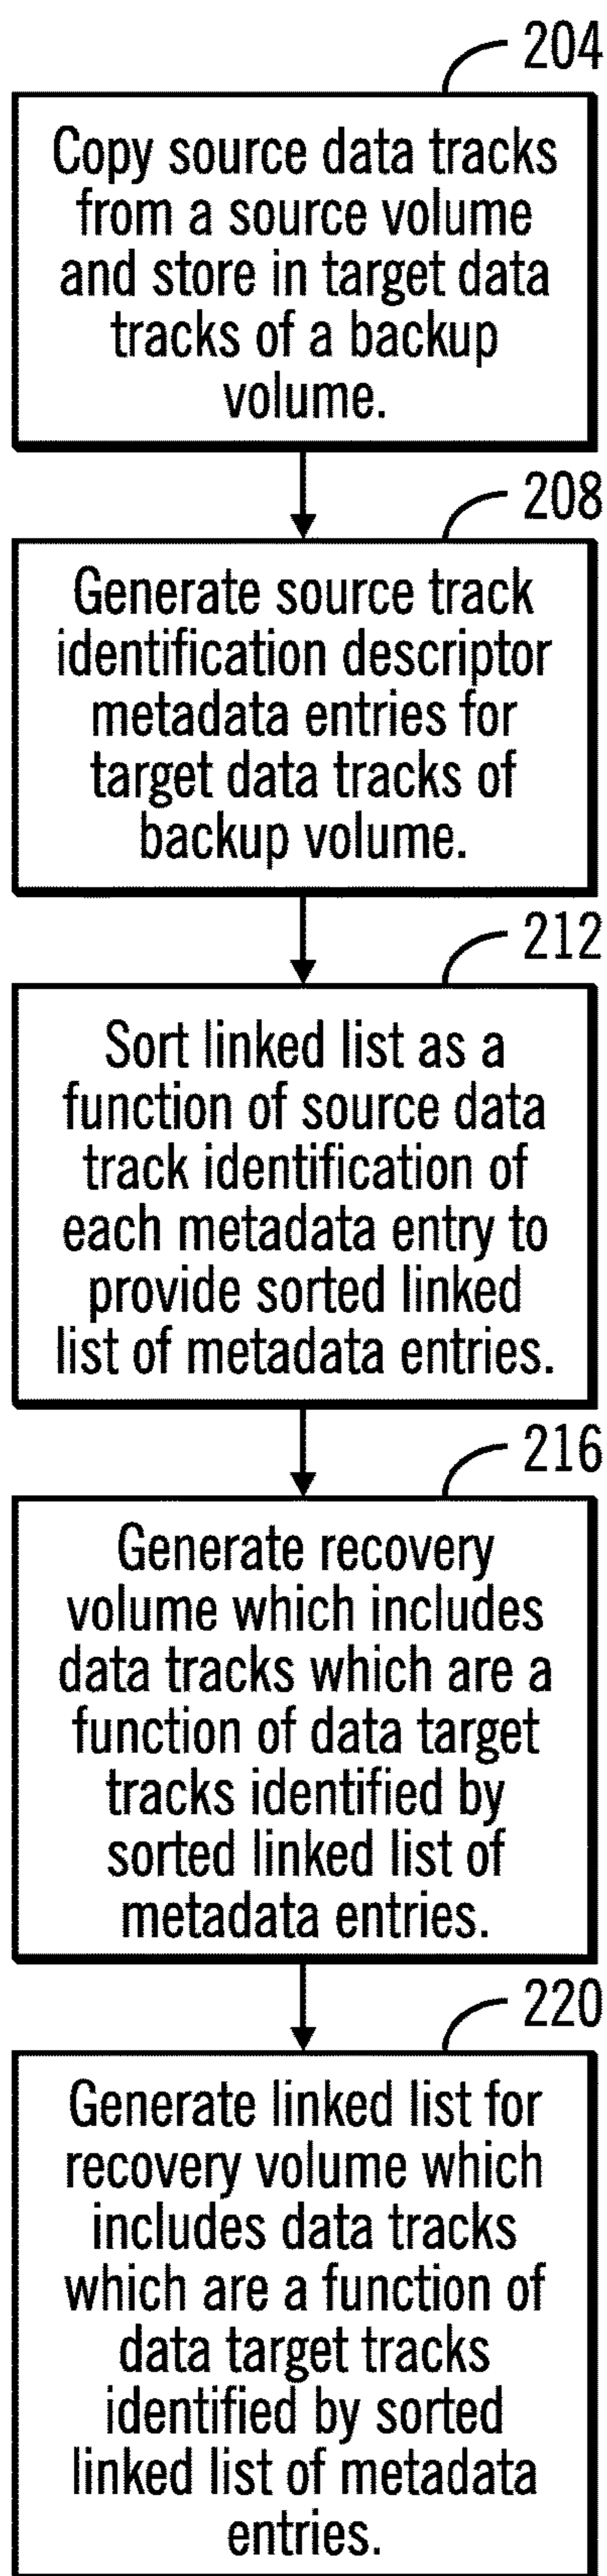 204
Copy source data tracks
from a source volume
and store in target data
tracks of a backup
volume.
208
Generate source track
identification descriptor
metadata entries for
target data tracks of
backup volume.
212
Sort linked list as a
function of source data
track identification of
each metadata entry to
provide sorted linked
list of metadata entries.
216
Generate recovery
volume which includes
data tracks which are a
function of data target
tracks identified by
sorted linked list of
metadata entries.
220
Generate linked list for
recovery volume which
includes data tracks
which are a function of
data target tracks
identified by sorted
linked list of metadata
entries.